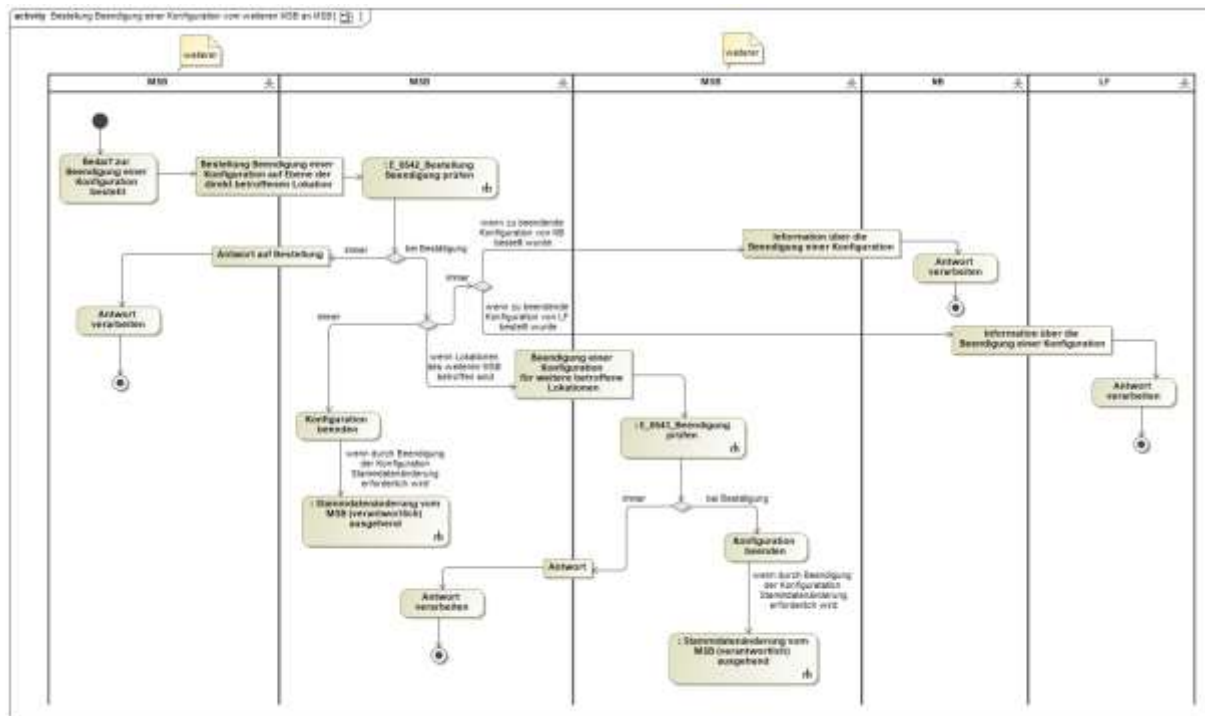 activity Bestellung Beendigung einer Konfiguration vom weiteren MSB an MSB
weiterer
weiterer
MSB
MSB
MSB
NB
LF
Bedarf zur
Beendigung einer
Konfiguration
bestellt
Bestellung Beendigung einer
Konfiguration auf Ebene der
direkt betroffenen Lokation
: E_0542_Bestellung
Beendigung prüfen
wenn zu beendende
Konfiguration von NB
bestellt wurde
Information über die
Beendigung einer Konfiguration
Antwort
verarbeiten
Antwort auf Bestellung
immer
bei Bestätigung
immer
Antwort
verarbeiten
immer
wenn zu beendende
Konfiguration von LF
bestellt wurde
Information über die
Beendigung einer Konfiguration
wenn Lokationen
des weiteren MSB
betroffen sind
Beendigung einer
Konfiguration
für weitere betroffene
Lokationen
Antwort
verarbeiten
Konfiguration
beenden
: E_0543_Beendigung
prüfen
wenn durch Beendigung
der Konfiguration
Stammdatenänderung
erforderlich wird
: Stammdatenänderung vom
MSB (verantwortlich)
ausgehend
immer
bei Bestätigung
Konfiguration
beenden
Antwort
wenn durch Beendigung
der Konfiguratation
Stammdatenänderung
erforderlich wird
Antwort
verarbeiten
: Stammdatenänderung vom
MSB (verantwortlich)
ausgehend